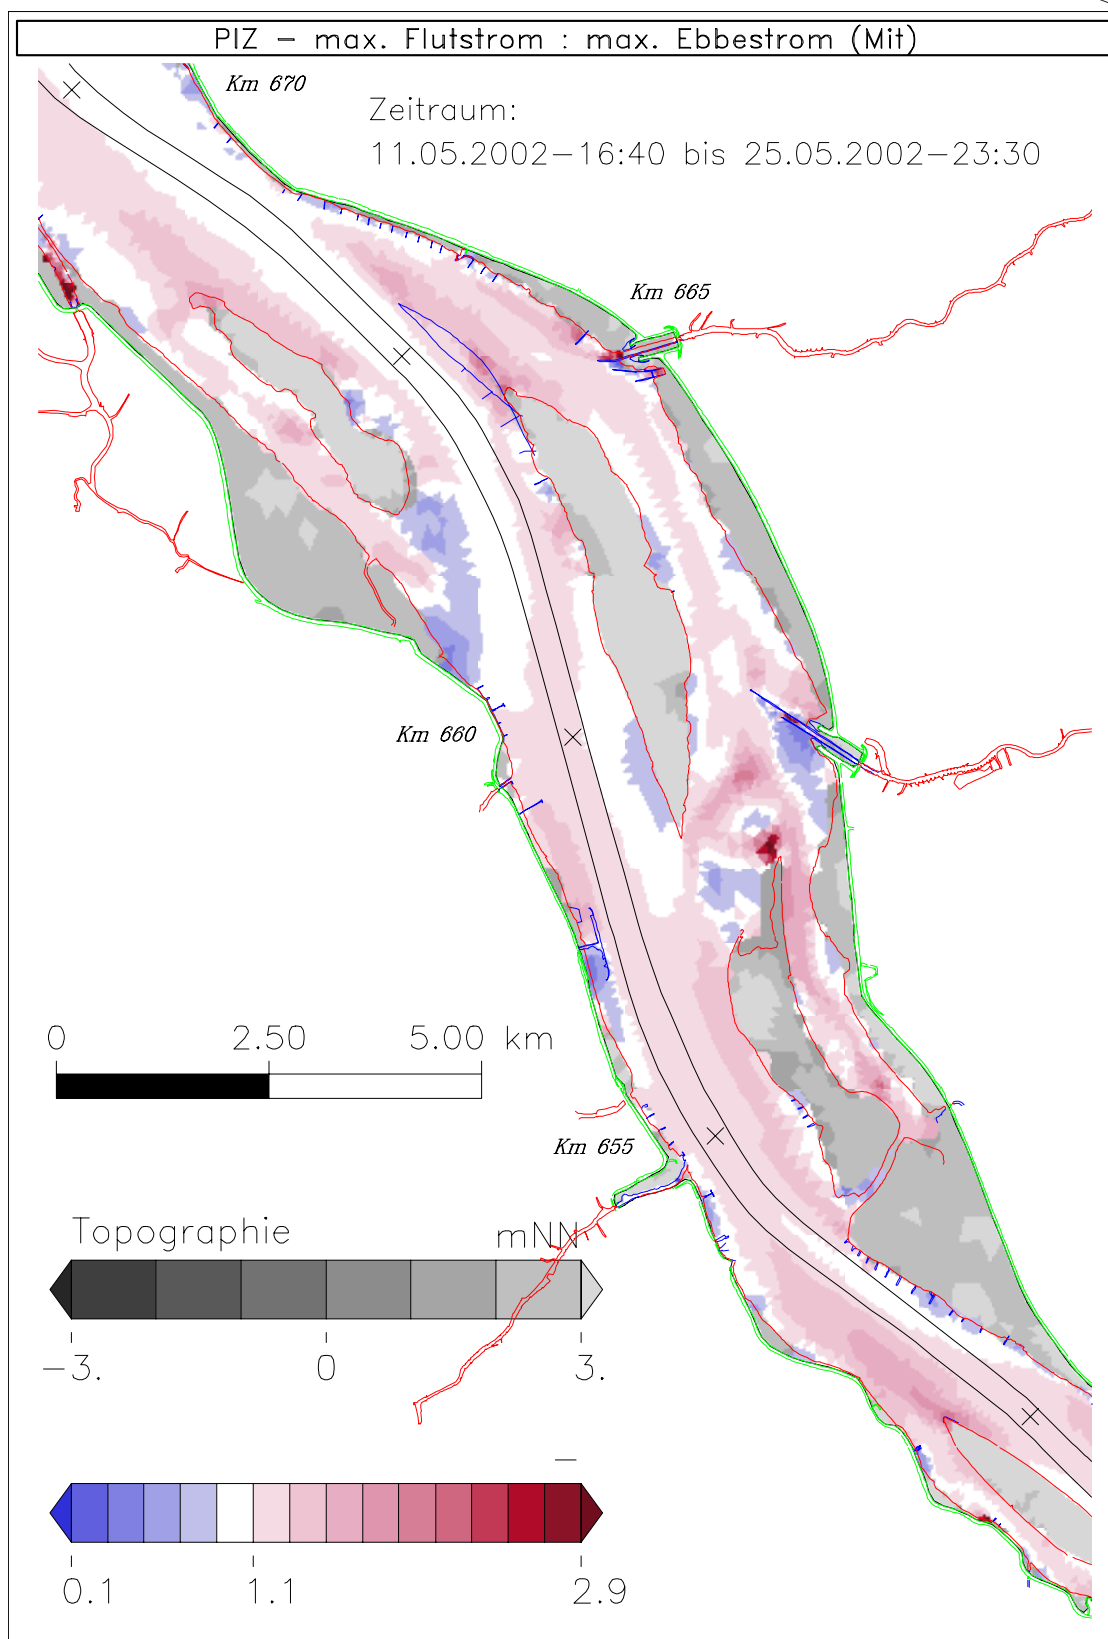 PIZ - max. Flutstrom : max. Ebbestrom (Mit)
Km 670
Zeitraum:
11.05.2002-16:40 bis 25.05.2002-23:30
Km 665
Km 660
0 2.50 5.00 km
Km 655
Topographie mNN
-3. 0 3.
—
0.1 1.1 2.9